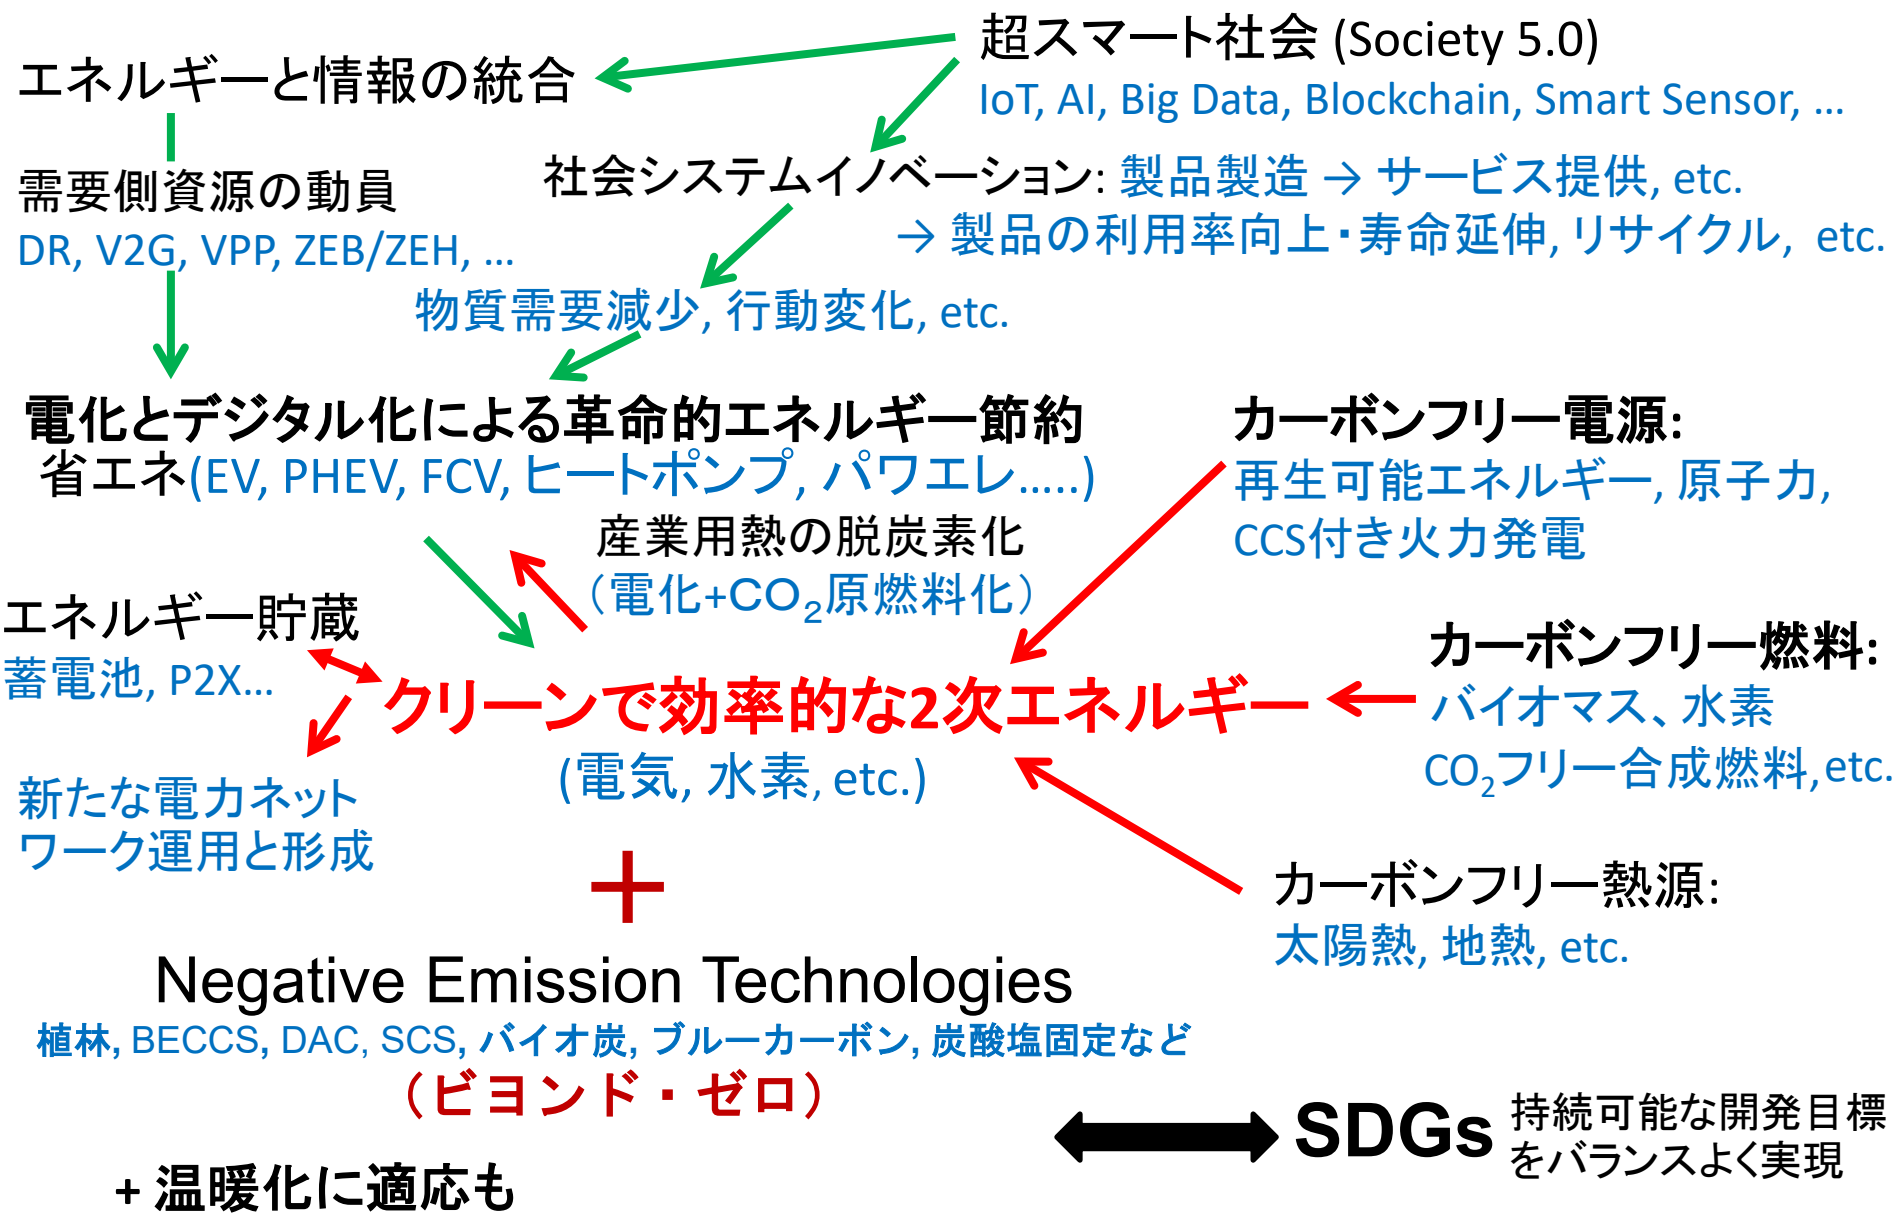 超スマート社会 (Society 5.0)
IoT, AI, Big Data, Blockchain, Smart Sensor, ...
エネルギーと情報の統合
社会システムイノベーション: 製品製造 → サービス提供, etc.
→ 製品の利用率向上・寿命延伸, リサイクル, etc.
需要側資源の動員
DR, V2G, VPP, ZEB/ZEH, ...
物質需要減少, 行動変化, etc.
電化とデジタル化による革命的エネルギー節約
省エネ(EV, PHEV, FCV, ヒートポンプ, パワエレ.....)
カーボンフリー電源:
再生可能エネルギー, 原子力,
CCS付き火力発電
産業用熱の脱炭素化
（電化+CO₂原燃料化）
エネルギー貯蔵
蓄電池, P2X...
カーボンフリー燃料:
バイオマス、水素
CO₂フリー合成燃料, etc.
クリーンで効率的な2次エネルギー
(電気, 水素, etc.)
新たな電力ネット
ワーク運用と形成
カーボンフリー熱源:
太陽熱, 地熱, etc.
+
Negative Emission Technologies
植林, BECCS, DAC, SCS, バイオ炭, ブルーカーボン, 炭酸塩固定など
（ビヨンド・ゼロ）
SDGs
持続可能な開発目標
をバランスよく実現
+ 温暖化に適応も